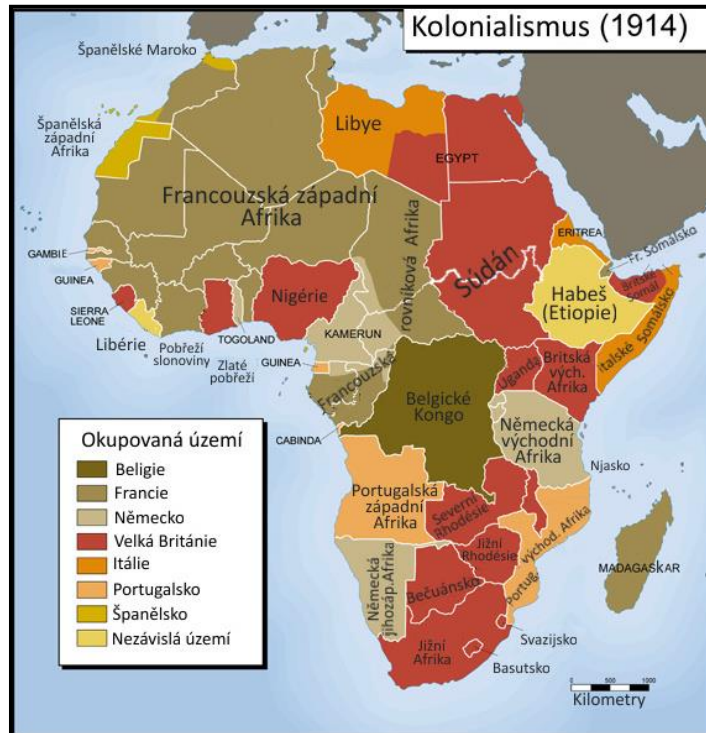 Kolonialismus (1914)
Španělské Maroko
Španělská
západní
Afrika
Libye
EGYPT
Francouzská západní
Afrika
GAMBIE
GUINEA
SIERRA
LEONE
Libérie
Pobřeží
slonoviny
TOGOLAND
Zlaté
pobřeží
Nigérie
KAMERUN
GUINEA
Francouzská
rovníková Afrika
CABINDA
Súdán
ERITREA
Fr. Somálsko
Britské
Somál
Habeš
(Etiopie)
italské Somálsko
Uganda
Britská
vých.
Afrika
Belgické
Kongo
Německá
východní
Afrika
Njasko
Portugalská
západní
Afrika
Severní
Rhodésie
Jižní
Rhodésie
Portug.
východ. Afrika
MADAGASKAR
Německá
jihozáp.Afrika
Bečuánsko
Jižní
Afrika
Svazijsko
Basutsko
Okupovaná území
Beligie
Francie
Německo
Velká Británie
Itálie
Portugalsko
Španělsko
Nezávislá území
0 500 1000
Kilometry